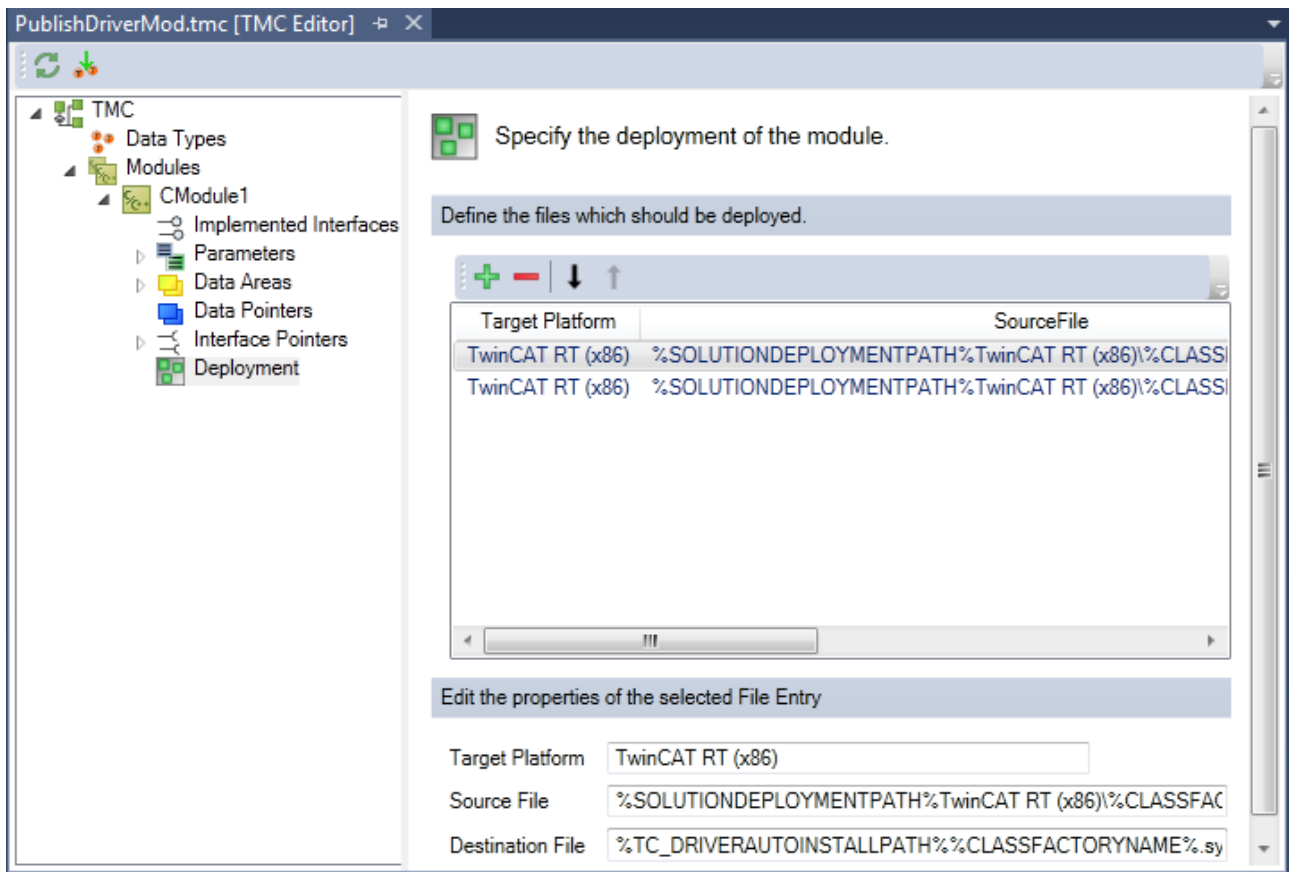 PublishDriverMod.tmc [TMC Editor]
TMC
Data Types
Modules
CModule1
Implemented Interfaces
Parameters
Data Areas
Data Pointers
Interface Pointers
Deployment
Specify the deployment of the module.
Define the files which should be deployed.
Target Platform SourceFile
TwinCAT RT (x86) %SOLUTIONDEPLOYMENTPATH%TwinCAT RT (x86)\%CLASSI
TwinCAT RT (x86) %SOLUTIONDEPLOYMENTPATH%TwinCAT RT (x86)\%CLASSI
Edit the properties of the selected File Entry
Target Platform TwinCAT RT (x86)
Source File %SOLUTIONDEPLOYMENTPATH%TwinCAT RT (x86)\%CLASSFAC
Destination File %TC_DRIVERAUTOINSTALLPATH%%CLASSFACTORYNAME%.sy